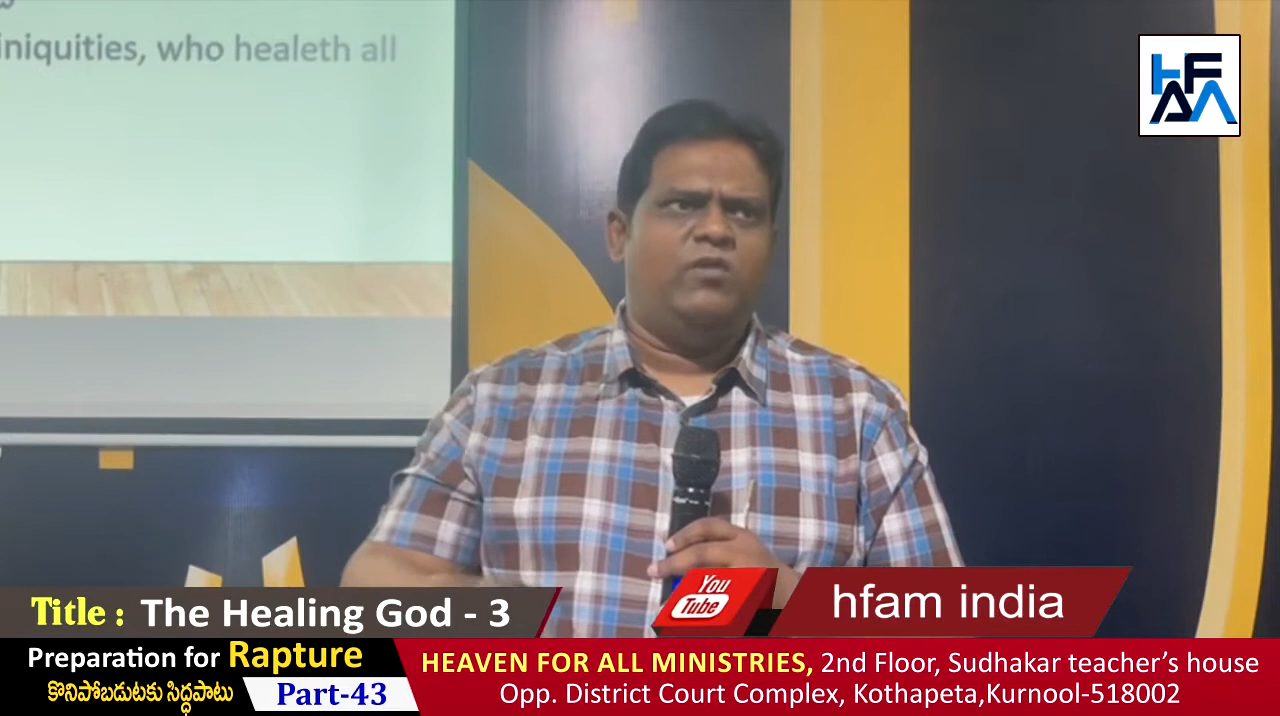 iniquities, who healeth all
HFAM
Title : The Healing God - 3
You
Tube
hfam india
Preparation for Rapture
కొనిపోబడుటకు సిద్ధపాటు
Part-43
HEAVEN FOR ALL MINISTRIES, 2nd Floor, Sudhakar teacher's house
Opp. District Court Complex, Kothapeta,Kurnool-518002